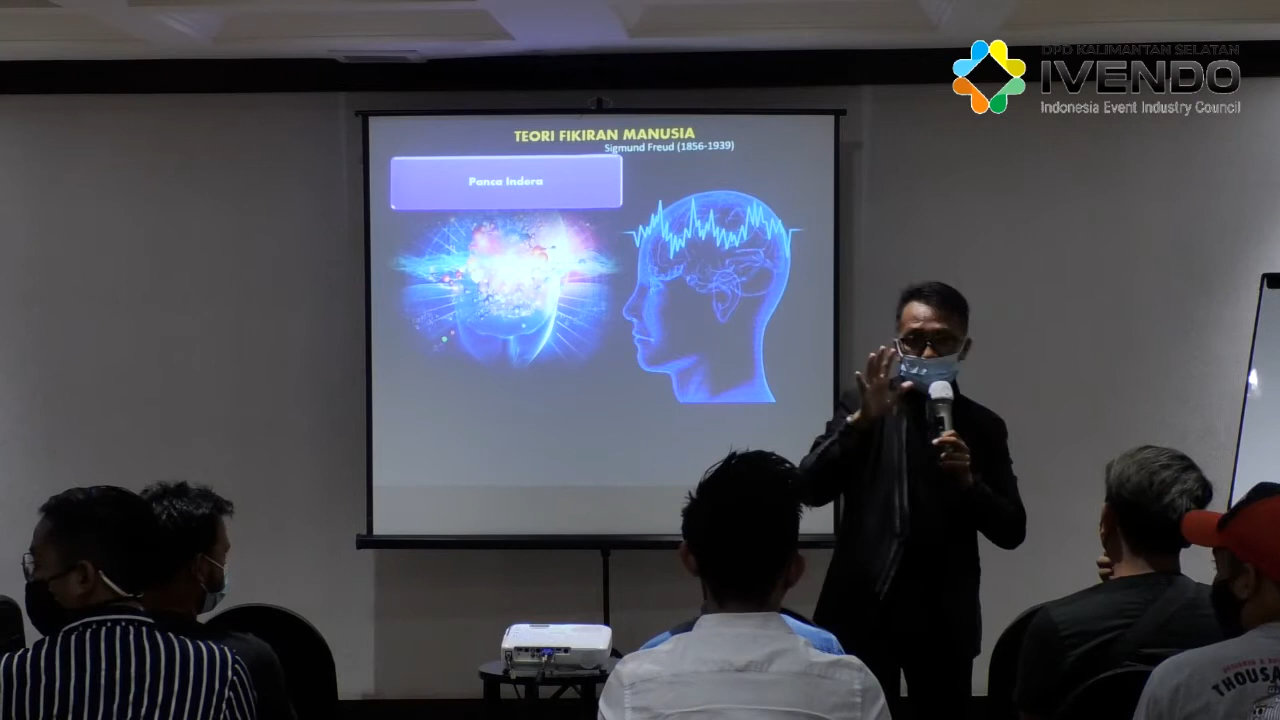 DPD KALIMANTAN SELATAN
IVENDO
Indonesia Event Industry Council
TEORI FIKIRAN MANUSIA
Sigmund Freud (1856-1939)
Panca Indera
THOUSA